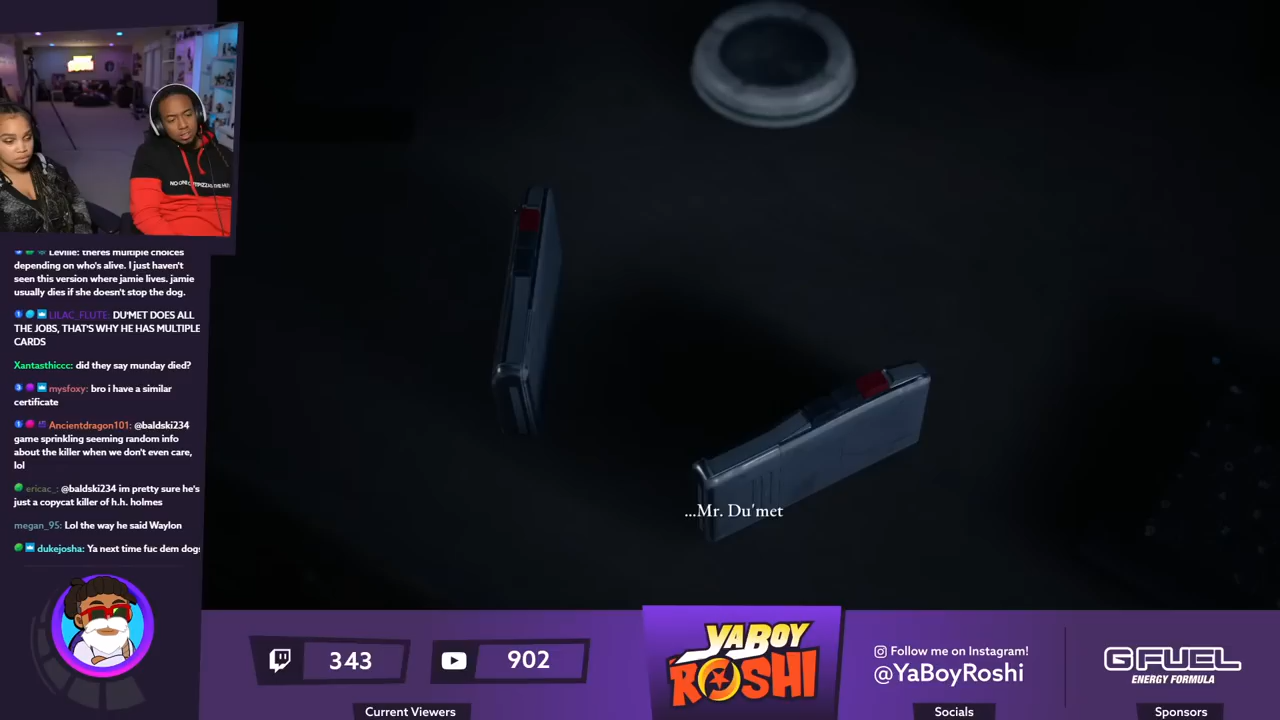 Leville: theres multiple choices
depending on who's alive. I just haven't
seen this version where jamie lives. jamie
usually dies if she doesn't stop the dog.
LILAC_FLUTE: DU'MET DOES ALL
THE JOBS, THAT'S WHY HE HAS MULTIPLE
CARDS
Xantasthiccc: did they say munday died?
mysfoxy: bro i have a similar
certificate
Ancientdragon101: @baldski234
game sprinkling seeming random info
about the killer when we don't even care,
lol
ericac_: @baldski234 im pretty sure he's
just a copycat killer of h.h. holmes
megan_95: Lol the way he said Waylon
dukejosha: Ya next time fuc dem dogs
...Mr. Du'met
343
902
Current Viewers
YABOY
ROSHI
Follow me on Instagram!
@YaBoyRoshi
Socials
G FUEL
ENERGY FORMULA
Sponsors